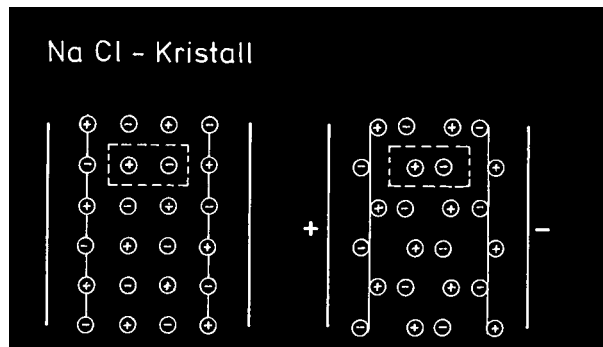 Na Cl - Kristall
+ - + -
- + - + - + - +
+ - + - + - + -
- + - + + - - + - + -
+ - + - + - + -
- + - + - + - +